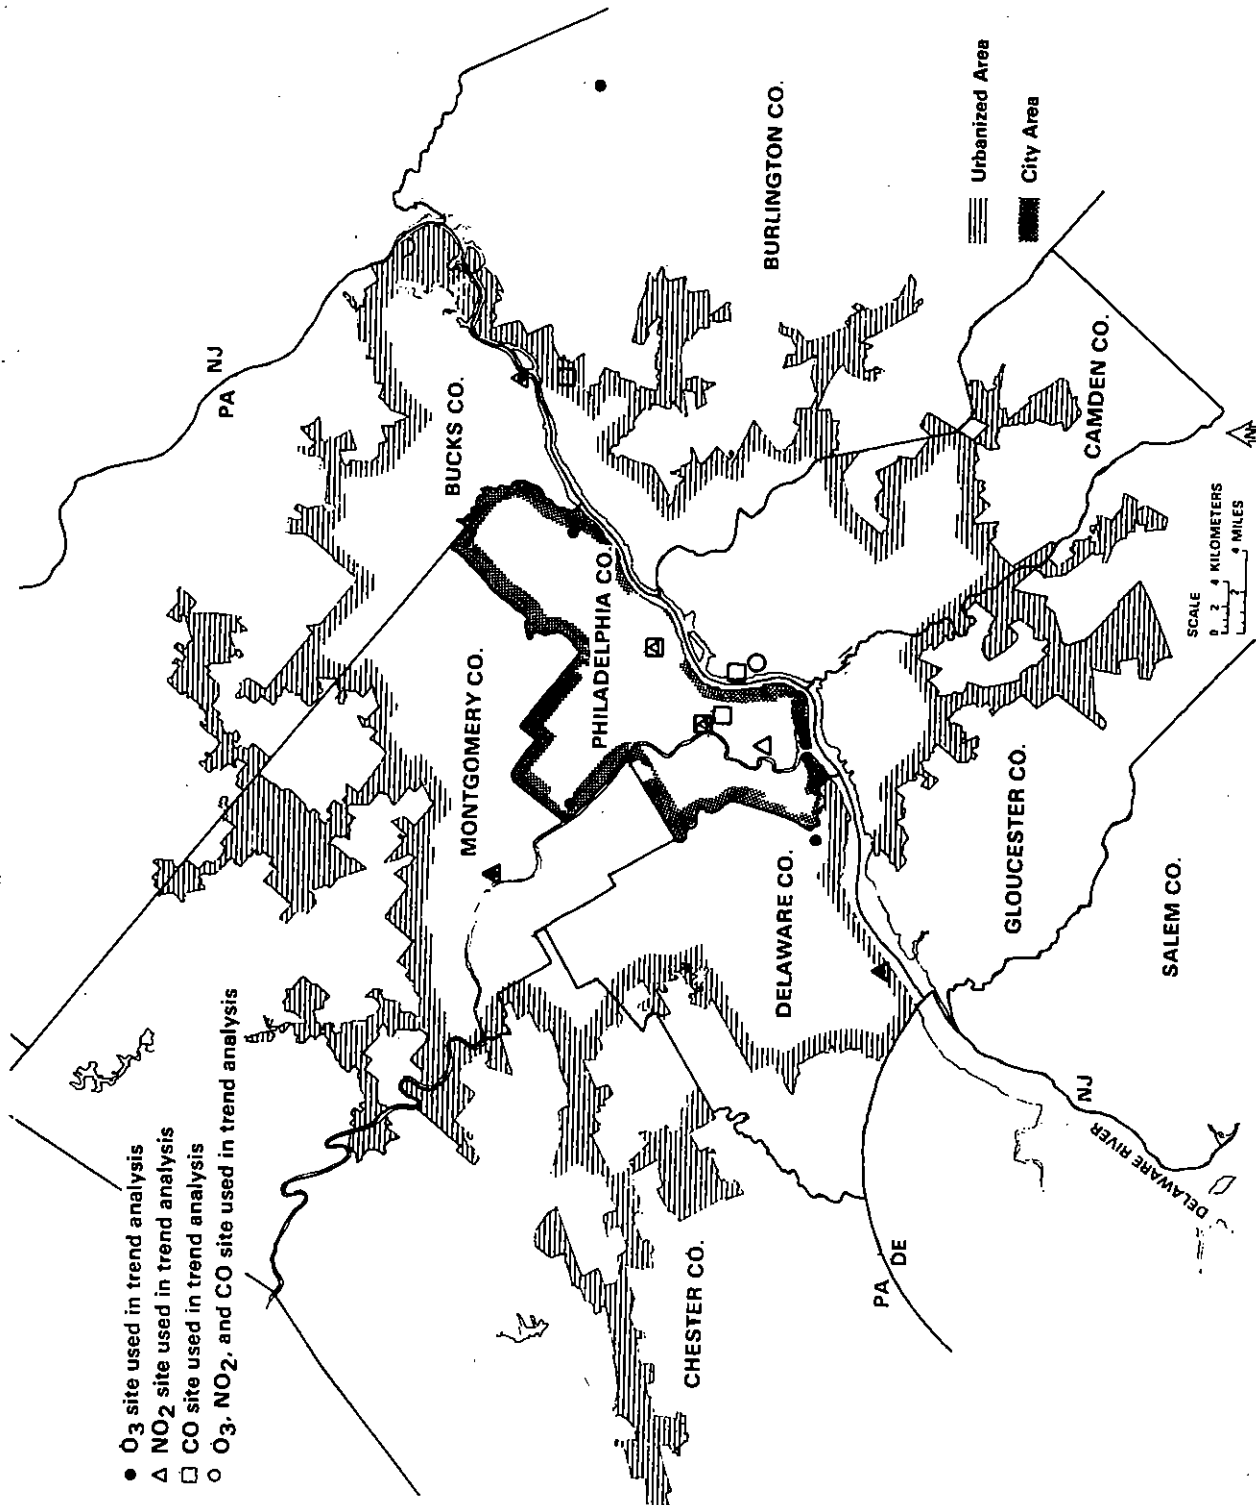 ● O3 site used in trend analysis
△ NO2 site used in trend analysis
□ CO site used in trend analysis
○ O3, NO2, and CO site used in trend analysis
PA
NJ
BUCKS CO.
MONTGOMERY CO.
PHILADELPHIA CO.
BURLINGTON CO.
Urbanized Area
City Area
CAMDEN CO.
DELAWARE CO.
GLOUCESTER CO.
SALEM CO.
CHESTER CO.
PA
DE
NJ
DELAWARE RIVER
SCALE
0 2 4 KILOMETERS
2 4 MILES
N